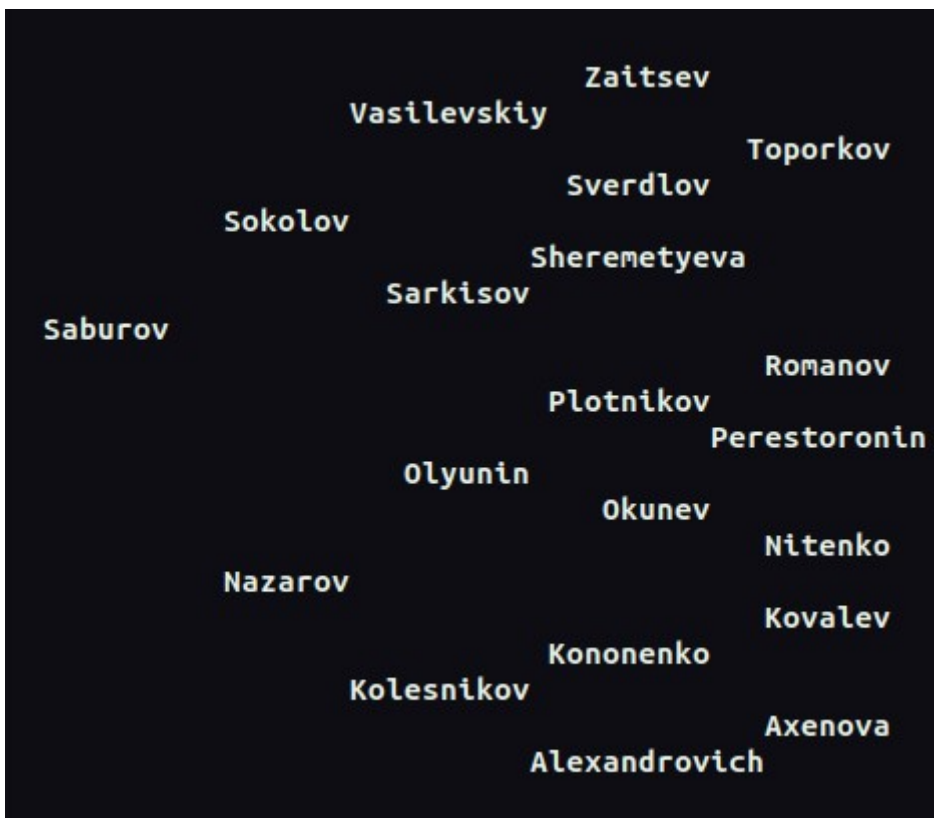 Zaitsev
Vasilevskiy
Toporkov
Sverdlov
Sokolov
Sheremetyeva
Sarkisov
Saburov
Romanov
Plotnikov
Perestoronin
Olyunin
Okunev
Nitenko
Nazarov
Kovalev
Kononenko
Kolesnikov
Axenova
Alexandrovich